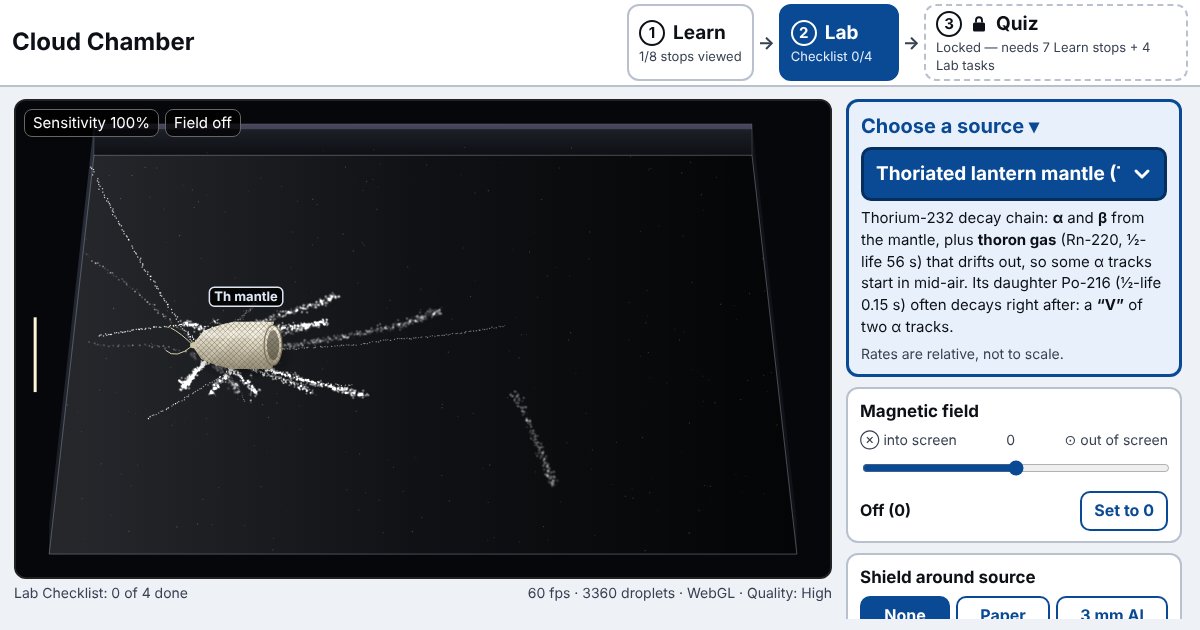 Cloud Chamber
1 Learn
1/8 stops viewed
2 Lab
Checklist 0/4
3 Quiz
Locked — needs 7 Learn stops + 4
Lab tasks
Sensitivity 100%
Field off
Th mantle
Lab Checklist: 0 of 4 done
60 fps · 3360 droplets · WebGL · Quality: High
Choose a source ▾
Thoriated lantern mantle (
Thorium-232 decay chain: α and β from
the mantle, plus thoron gas (Rn-220, ½-
life 56 s) that drifts out, so some α tracks
start in mid-air. Its daughter Po-216 (½-life
0.15 s) often decays right after: a “V” of
two α tracks.
Rates are relative, not to scale.
Magnetic field
into screen
0
out of screen
Off (0)
Set to 0
Shield around source
None
Paper
3 mm Al